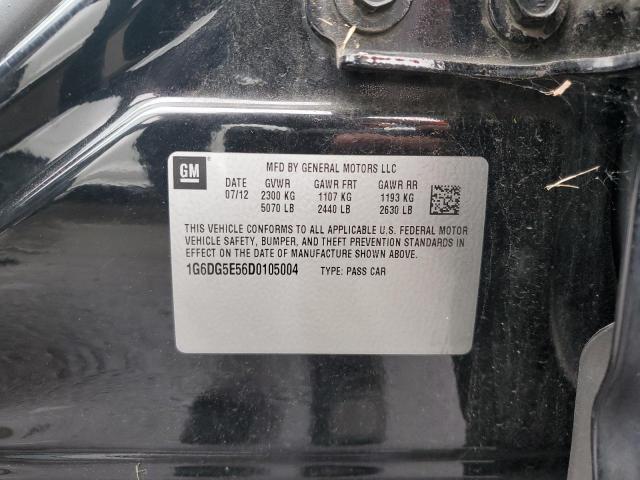 GM
MFD BY GENERAL MOTORS LLC
DATE GVWR GAWR FRT GAWR RR
07/12 2300 KG 1107 KG 1193 KG
5070 LB 2440 LB 2630 LB
THIS VEHICLE CONFORMS TO ALL APPLICABLE U.S. FEDERAL MOTOR
VEHICLE SAFETY, BUMPER, AND THEFT PREVENTION STANDARDS IN
EFFECT ON THE DATE OF MANUFACTURE SHOWN ABOVE.
1G6DG5E56D0105004 TYPE: PASS CAR